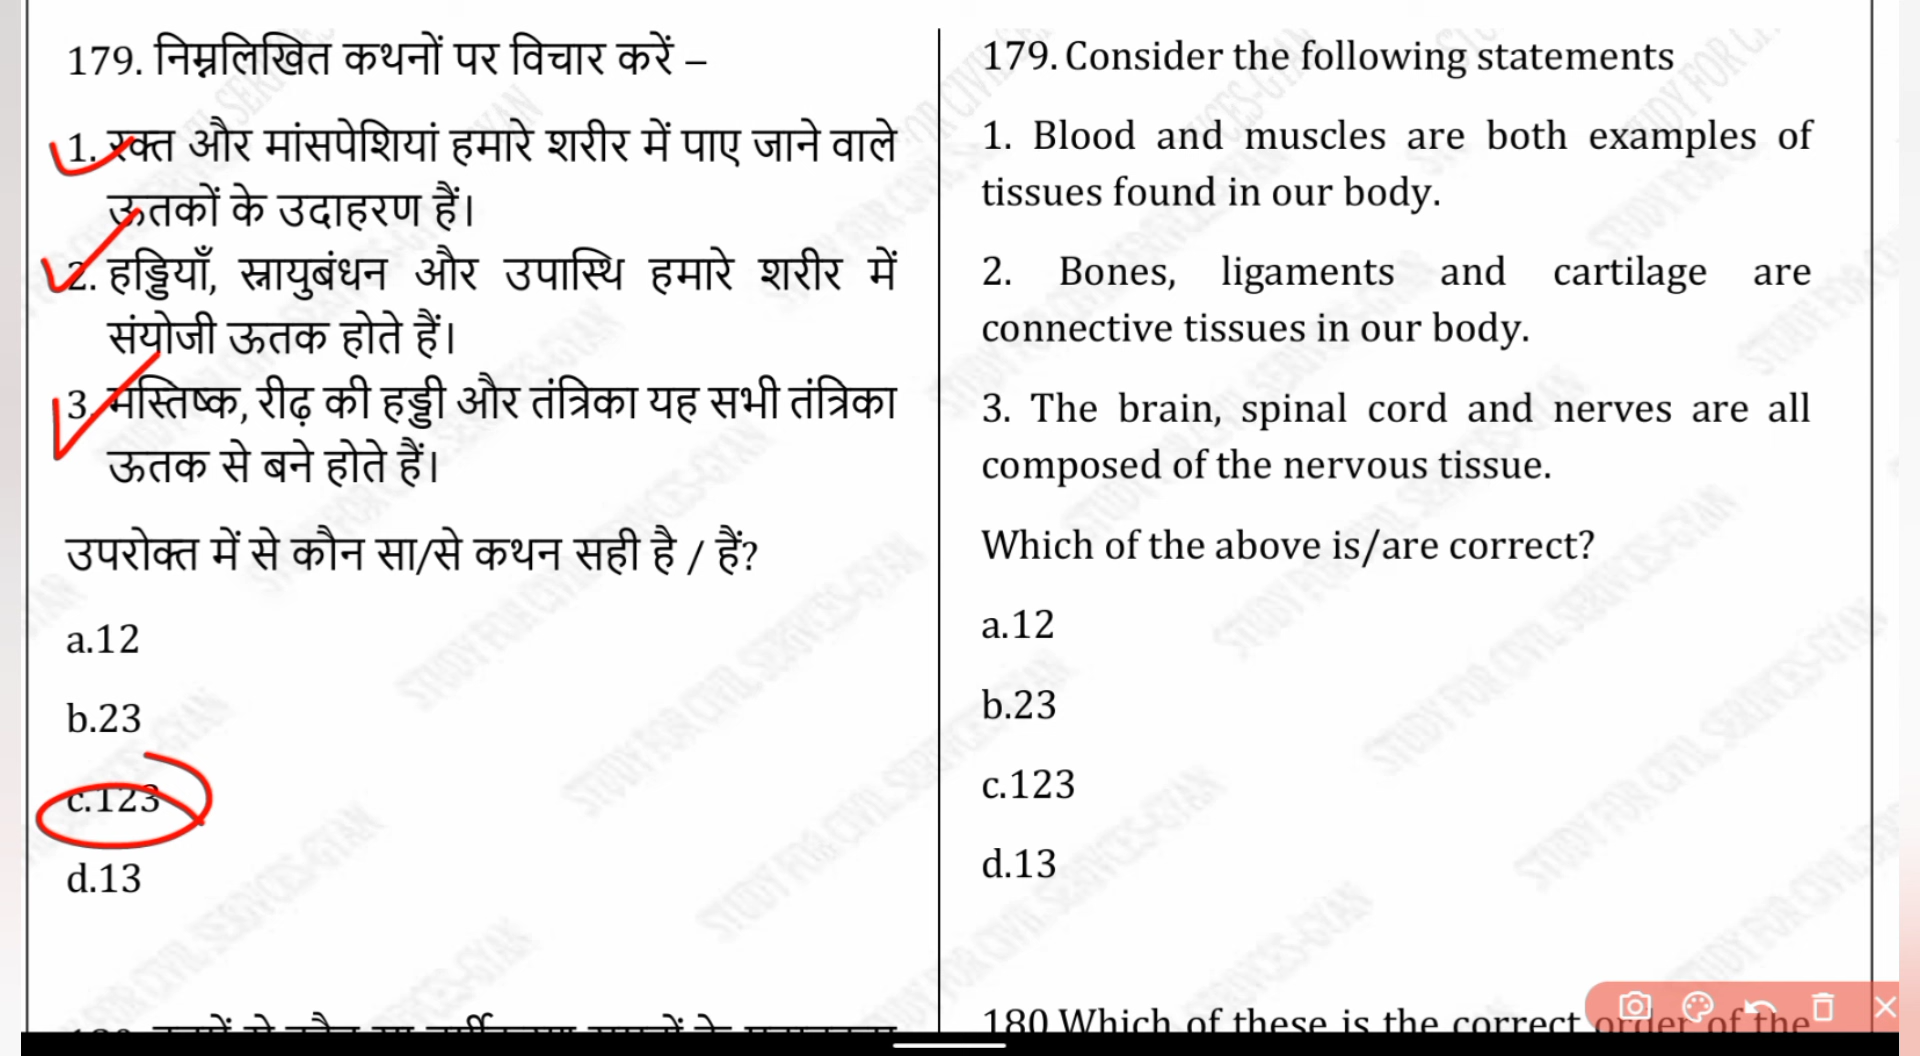 179. निम्नलिखित कथनों पर विचार करें –
1. रक्त और मांसपेशियां हमारे शरीर में पाए जाने वाले
ऊतकों के उदाहरण हैं।
2. हड्डियाँ, स्नायुबंधन और उपास्थि हमारे शरीर में
संयोजी ऊतक होते हैं।
3. मस्तिष्क, रीढ़ की हड्डी और तंत्रिका यह सभी तंत्रिका
ऊतक से बने होते हैं।
उपरोक्त में से कौन सा/से कथन सही है / हैं?
a.12
b.23
c.123
d.13
179. Consider the following statements
1. Blood and muscles are both examples of
tissues found in our body.
2. Bones, ligaments and cartilage are
connective tissues in our body.
3. The brain, spinal cord and nerves are all
composed of the nervous tissue.
Which of the above is/are correct?
a.12
b.23
c.123
d.13
180 Which of these is the correct order of the
STUDY FOR CIVIL SERVICES-GYAN